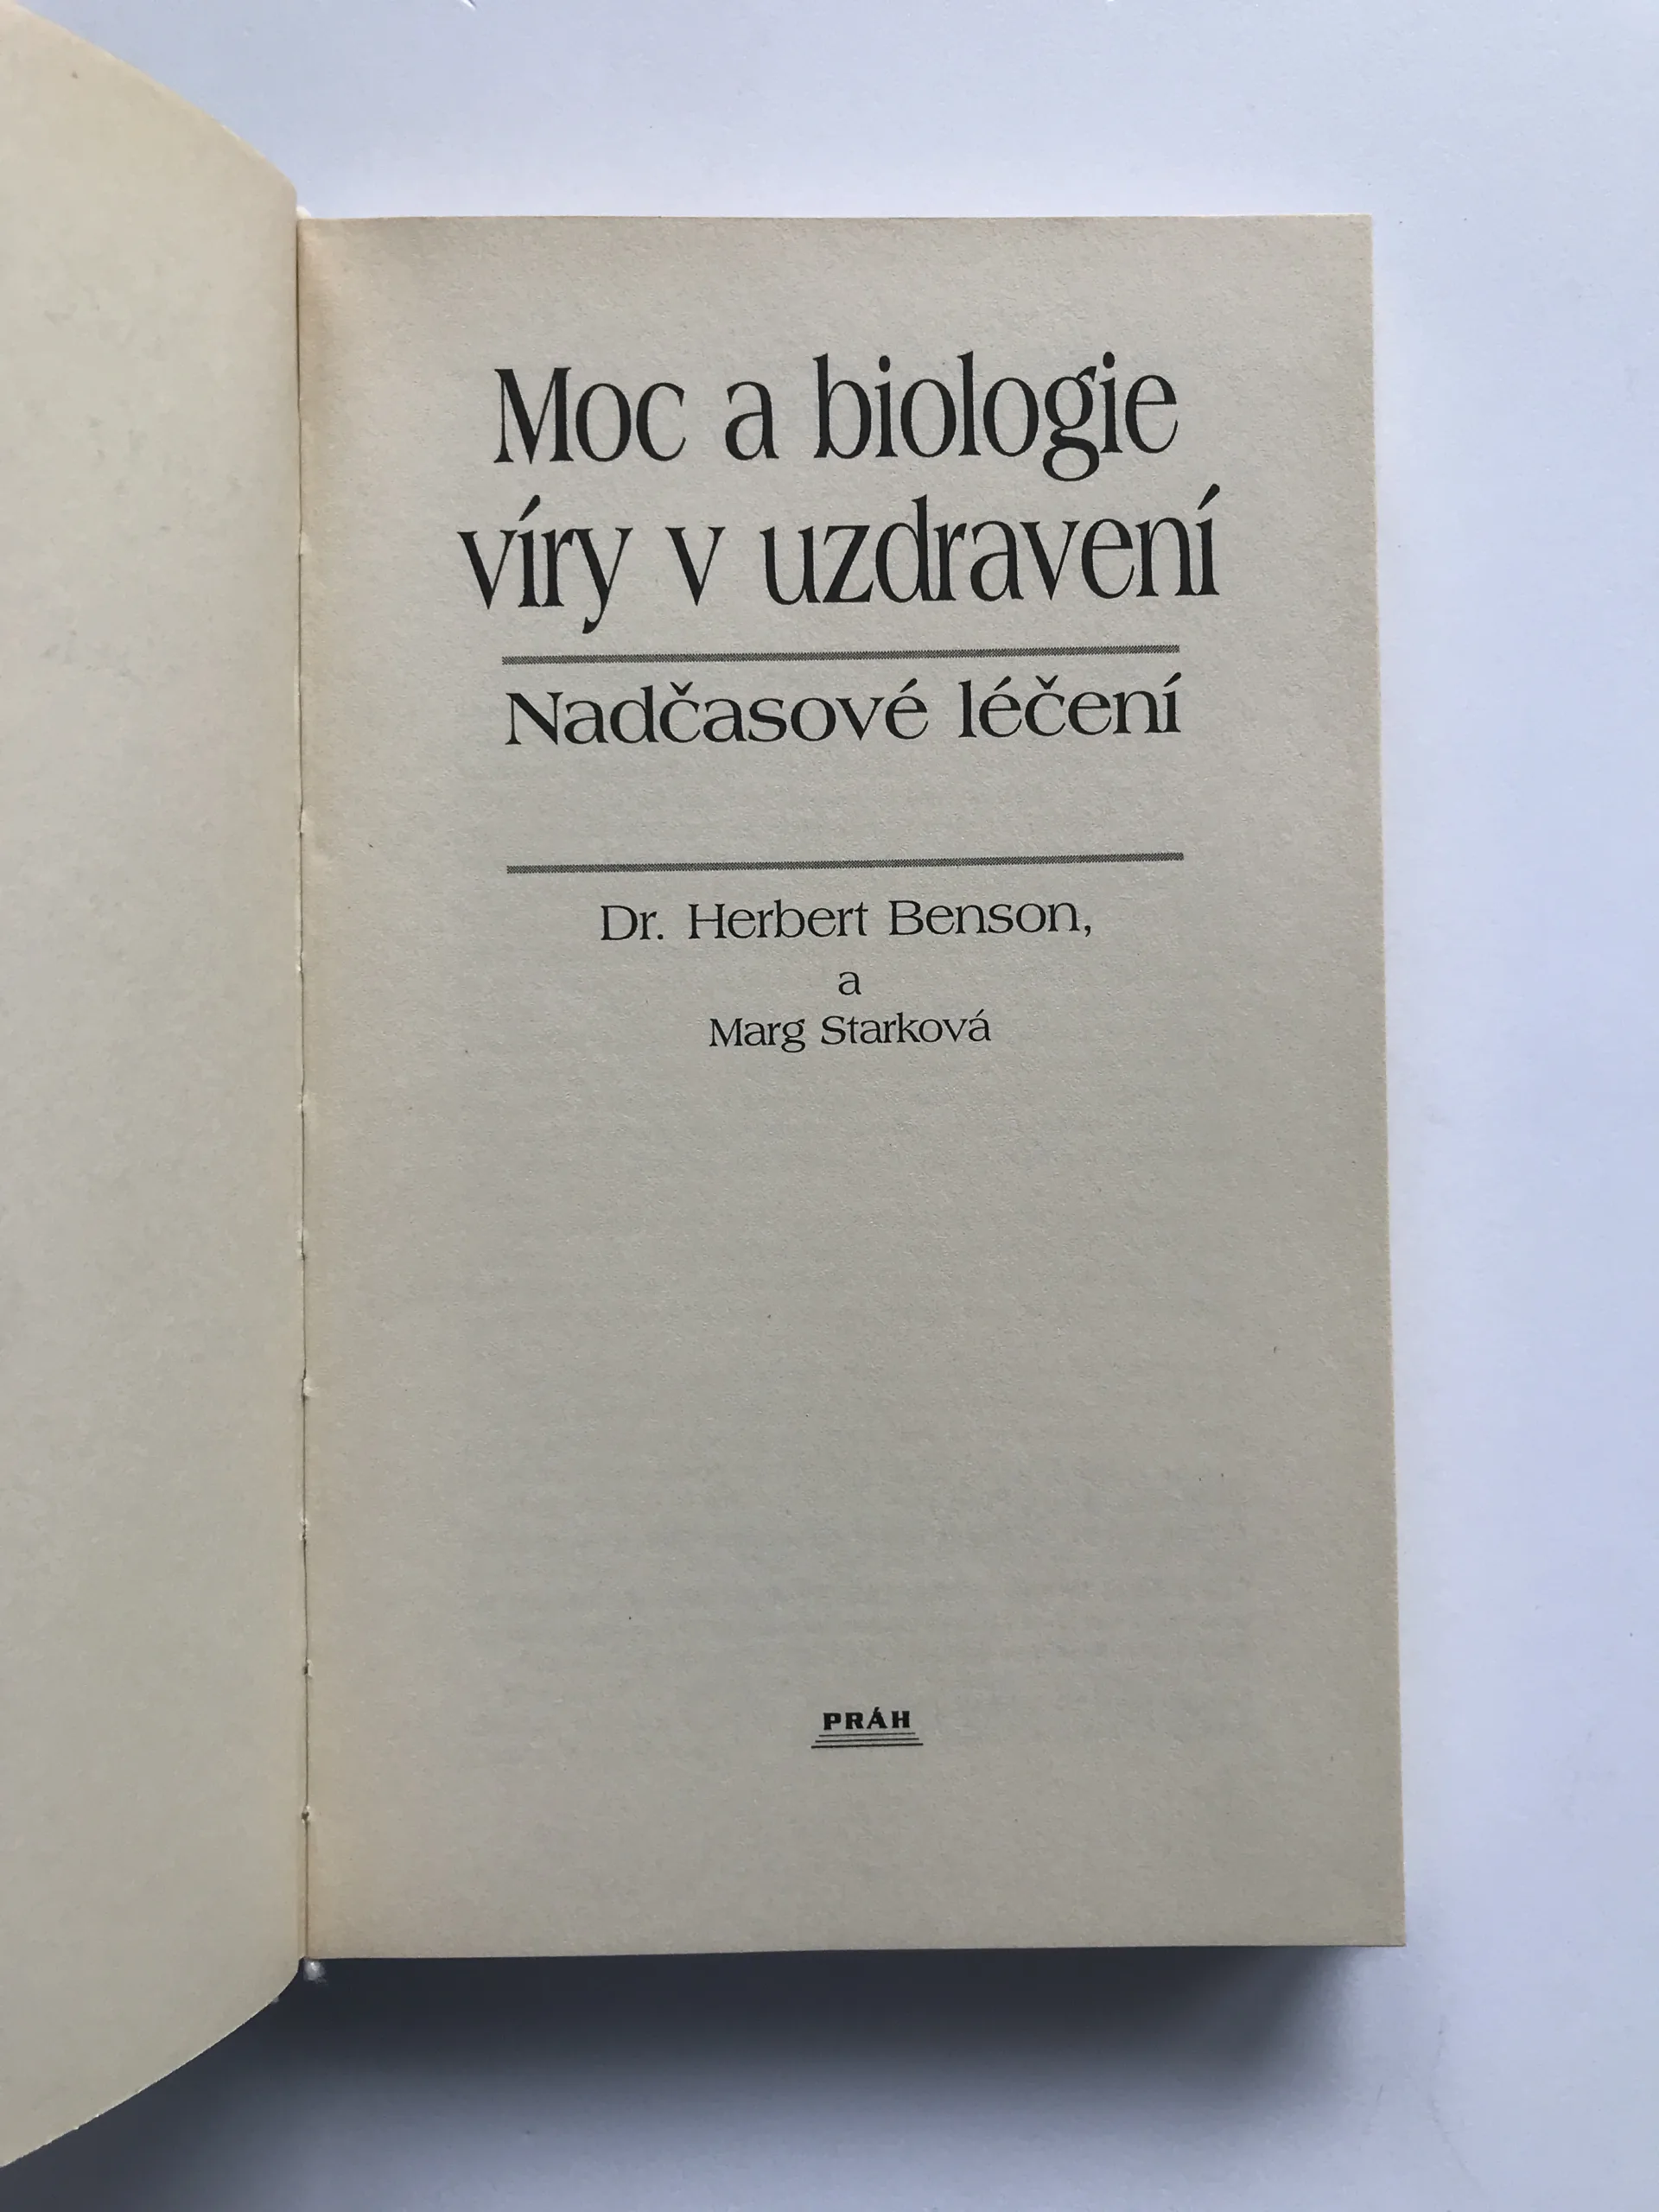 Moc a biologie
víry v uzdravení
Nadčasové léčení
Dr. Herbert Benson,
a
Marg Starková
PRÁH